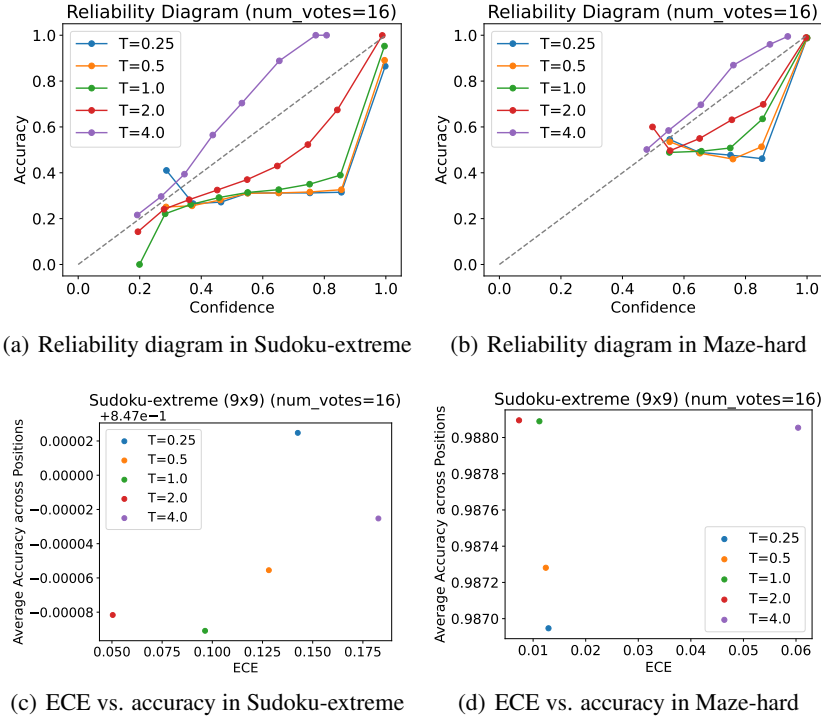 Reliability Diagram (num_votes=16)
Accuracy
1.0
0.8
0.6
0.4
0.2
0.0
T=0.25
T=0.5
T=1.0
T=2.0
T=4.0
0.0 0.2 0.4 0.6 0.8 1.0
Confidence
(a) Reliability diagram in Sudoku-extreme
Reliability Diagram (num_votes=16)
Accuracy
1.0
0.8
0.6
0.4
0.2
0.0
T=0.25
T=0.5
T=1.0
T=2.0
T=4.0
0.0 0.2 0.4 0.6 0.8 1.0
Confidence
(b) Reliability diagram in Maze-hard
Sudoku-extreme (9x9) (num_votes=16)
+8.47e−1
Average Accuracy across Positions
0.00002
0.00000
−0.00002
−0.00004
−0.00006
−0.00008
T=0.25
T=0.5
T=1.0
T=2.0
T=4.0
0.050 0.075 0.100 0.125 0.150 0.175
ECE
(c) ECE vs. accuracy in Sudoku-extreme
Sudoku-extreme (9x9) (num_votes=16)
Average Accuracy across Positions
0.9880
0.9878
0.9876
0.9874
0.9872
0.9870
T=0.25
T=0.5
T=1.0
T=2.0
T=4.0
0.01 0.02 0.03 0.04 0.05 0.06
ECE
(d) ECE vs. accuracy in Maze-hard